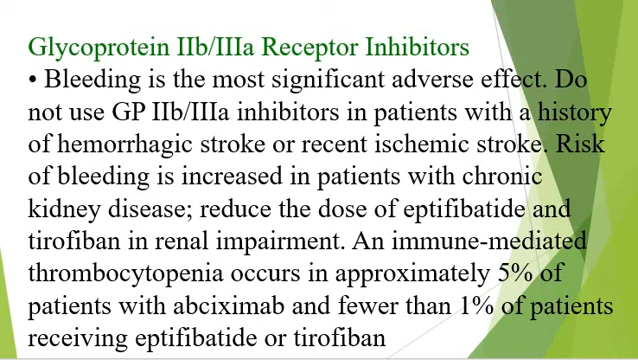 Glycoprotein IIb/IIIa Receptor Inhibitors
• Bleeding is the most significant adverse effect. Do
not use GP IIb/IIIa inhibitors in patients with a history
of hemorrhagic stroke or recent ischemic stroke. Risk
of bleeding is increased in patients with chronic
kidney disease; reduce the dose of eptifibatide and
tirofiban in renal impairment. An immune-mediated
thrombocytopenia occurs in approximately 5% of
patients with abciximab and fewer than 1% of patients
receiving eptifibatide or tirofiban